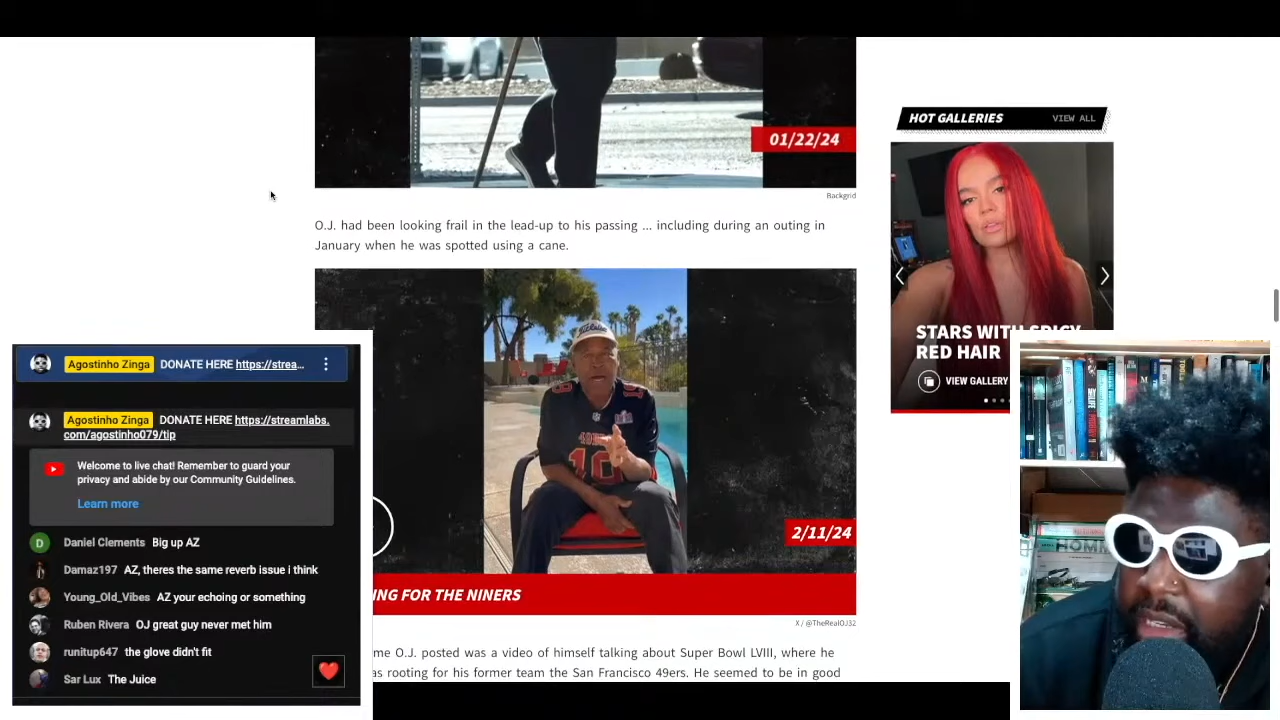 01/22/24
Backgrid
O.J. had been looking frail in the lead-up to his passing ... including during an outing in
January when he was spotted using a cane.
2/11/24
ING FOR THE NINERS
X / @TheRealOJ32
me O.J. posted was a video of himself talking about Super Bowl LVIII, where he
as rooting for his former team the San Francisco 49ers. He seemed to be in good
HOT GALLERIES
VIEW ALL
STARS WITH SPICY
RED HAIR
VIEW GALLERY
Agostinho Zinga DONATE HERE https://strea...
Agostinho Zinga DONATE HERE https://streamlabs.
com/agostinho079/tip
Welcome to live chat! Remember to guard your
privacy and abide by our Community Guidelines.
Learn more
D Daniel Clements Big up AZ
Damaz197 AZ, theres the same reverb issue i think
Young_Old_Vibes AZ your echoing or something
Ruben Rivera OJ great guy never met him
runitup647 the glove didn't fit
Sar Lux The Juice
HOMM